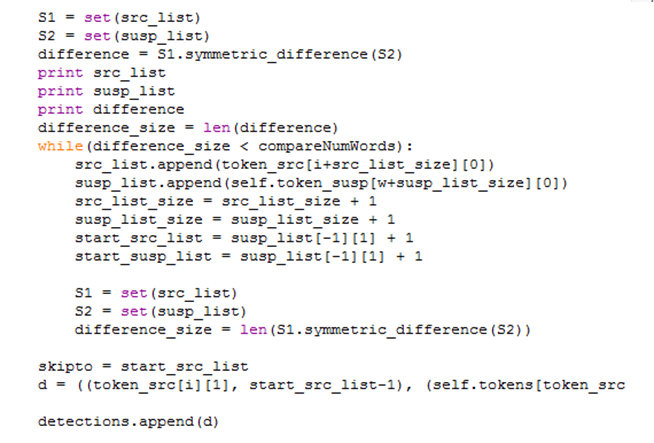 S1 = set(src_list)
S2 = set(susp_list)
difference = S1.symmetric_difference(S2)
print src_list
print susp_list
print difference
difference_size = len(difference)
while(difference_size < compareNumWords):
    src_list.append(token_src[i+src_list_size][0])
    susp_list.append(self.token_susp[w+susp_list_size][0])
    src_list_size = src_list_size + 1
    susp_list_size = susp_list_size + 1
    start_src_list = susp_list[-1][1] + 1
    start_susp_list = susp_list[-1][1] + 1

    S1 = set(src_list)
    S2 = set(susp_list)
    difference_size = len(S1.symmetric_difference(S2))

skipto = start_src_list
d = ((token_src[i][1], start_src_list-1), (self.tokens[token_src

detections.append(d)